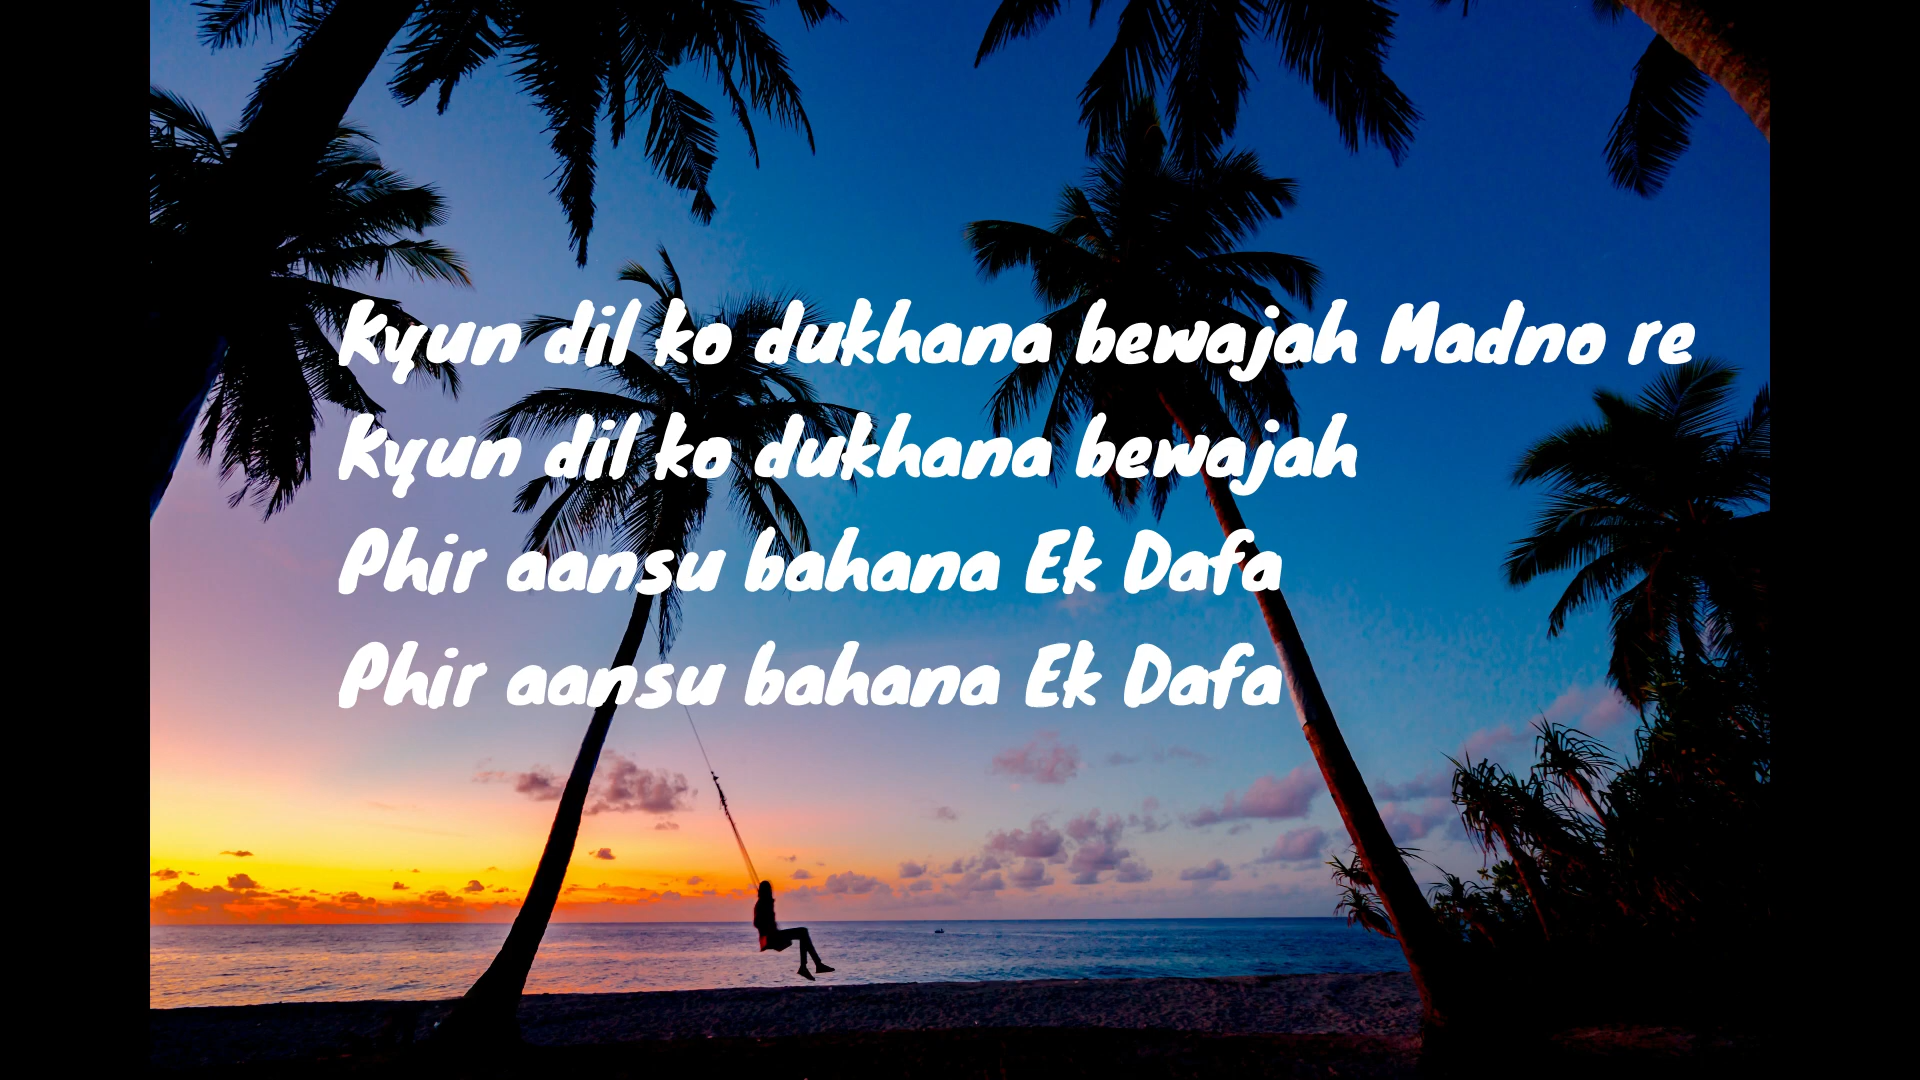 Kyun dil ko dukhana bewajah Madno re
Kyun dil ko dukhana bewajah
Phir aansu bahana Ek Dafa
Phir aansu bahana Ek Dafa